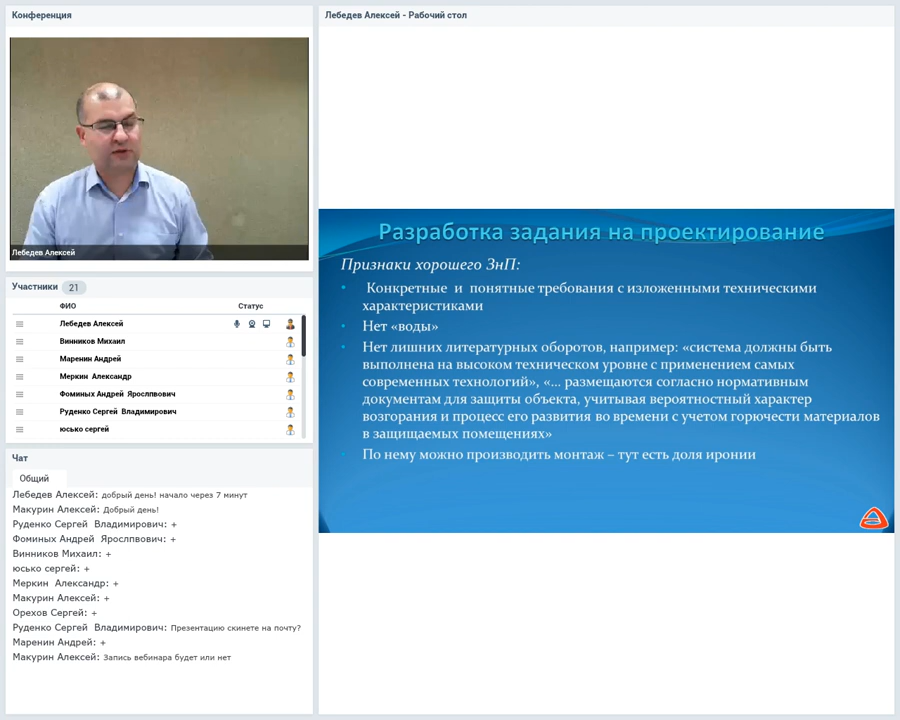 Конференция
Лебедев Алексей
Участники 21
ФИО Статус
Лебедев Алексей
Винников Михаил
Маренин Андрей
Меркин Александр
Фоминых Андрей Ярослпвович
Руденко Сергей Владимирович
юсько сергей
Чат
Общий
Лебедев Алексей: добрый день! начало через 7 минут
Макурин Алексей: Добрый день!
Руденко Сергей Владимирович: +
Фоминых Андрей Ярослпвович: +
Винников Михаил: +
юсько сергей: +
Меркин Александр: +
Макурин Алексей: +
Орехов Сергей: +
Руденко Сергей Владимирович: Презентацию скинете на почту?
Маренин Андрей: +
Макурин Алексей: Запись вебинара будет или нет
Лебедев Алексей - Рабочий стол
Разработка задания на проектирование
Признаки хорошего ЗнП:
• Конкретные и понятные требования с изложенными техническими
характеристиками
• Нет «воды»
• Нет лишних литературных оборотов, например: «система должны быть
выполнена на высоком техническом уровне с применением самых
современных технологий», «... размещаются согласно нормативным
документам для защиты объекта, учитывая вероятностный характер
возгорания и процесс его развития во времени с учетом горючести материалов
в защищаемых помещениях»
• По нему можно производить монтаж – тут есть доля иронии